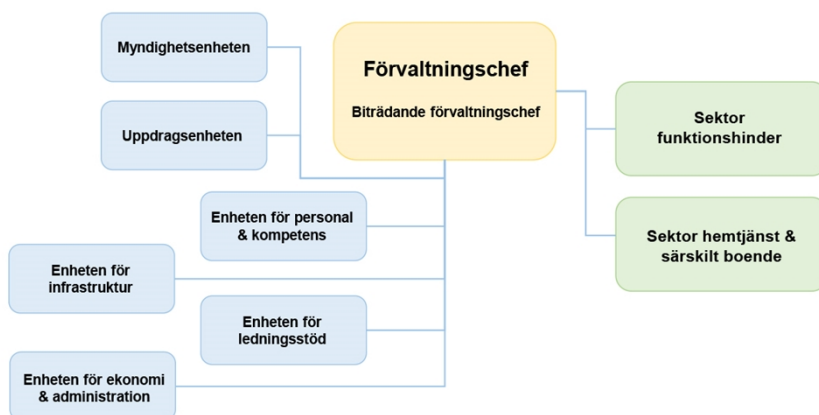 Myndighetsenheten
Förvaltningschef
Biträdande förvaltningschef
Uppdragsenheten
Sektor
funktionshinder
Enheten för personal
& kompetens
Sektor hemtjänst &
särskilt boende
Enheten för
infrastruktur
Enheten för
ledningsstöd
Enheten för ekonomi
& administration